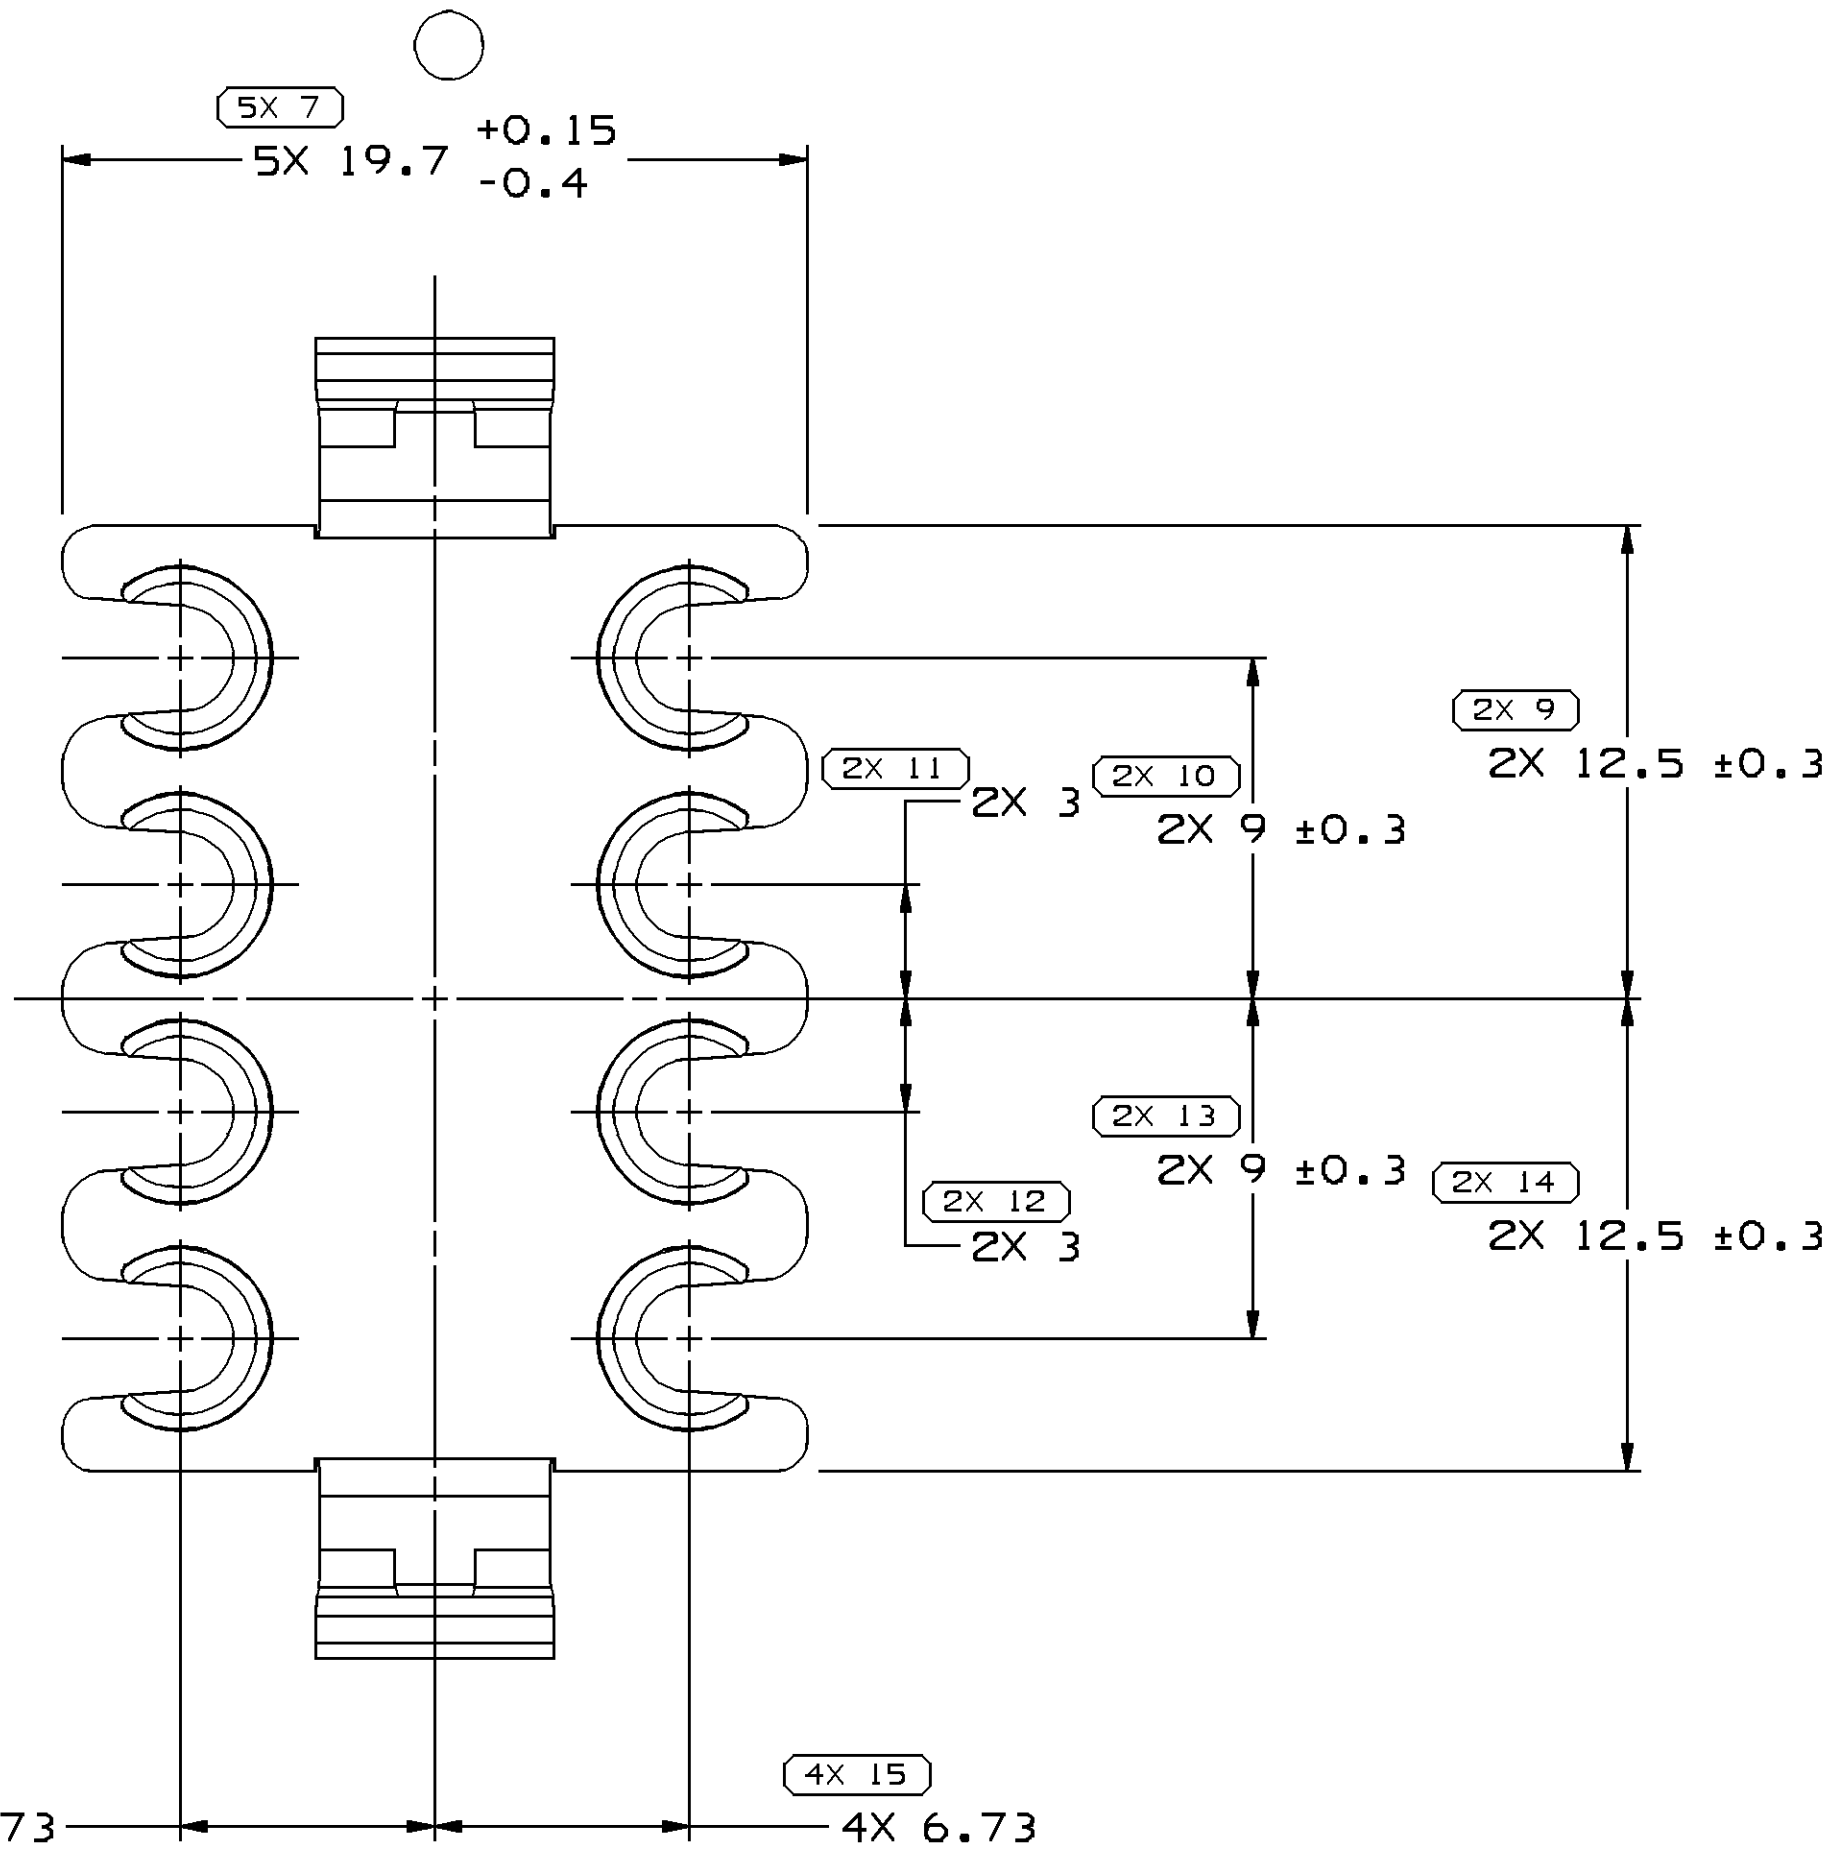 5X 7
5X 19.7 +0.15
-0.4
2X 9
2X 12.5 ±0.3
2X 11
2X 3
2X 10
2X 9 ±0.3
2X 13
2X 9 ±0.3
2X 14
2X 12.5 ±0.3
2X 12
2X 3
4X 15
73
4X 6.73